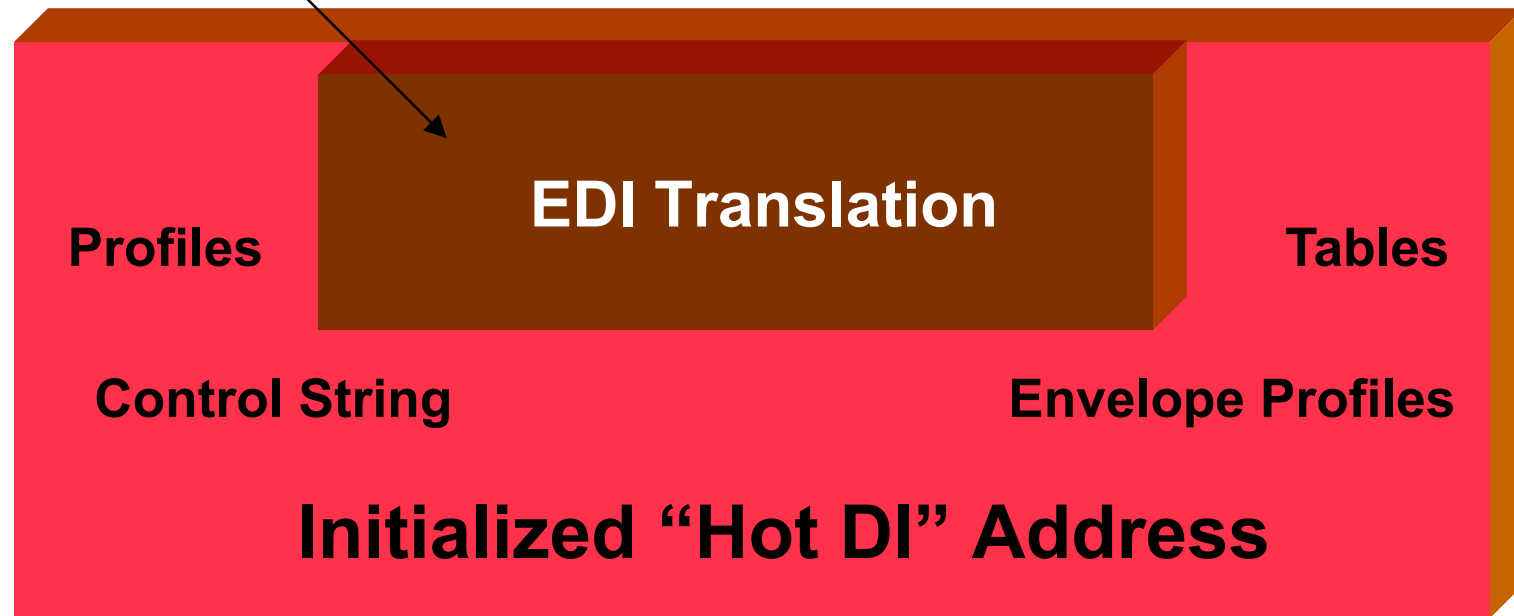 EDI Translation
Profiles
Tables
Control String
Envelope Profiles
Initialized “Hot DI” Address